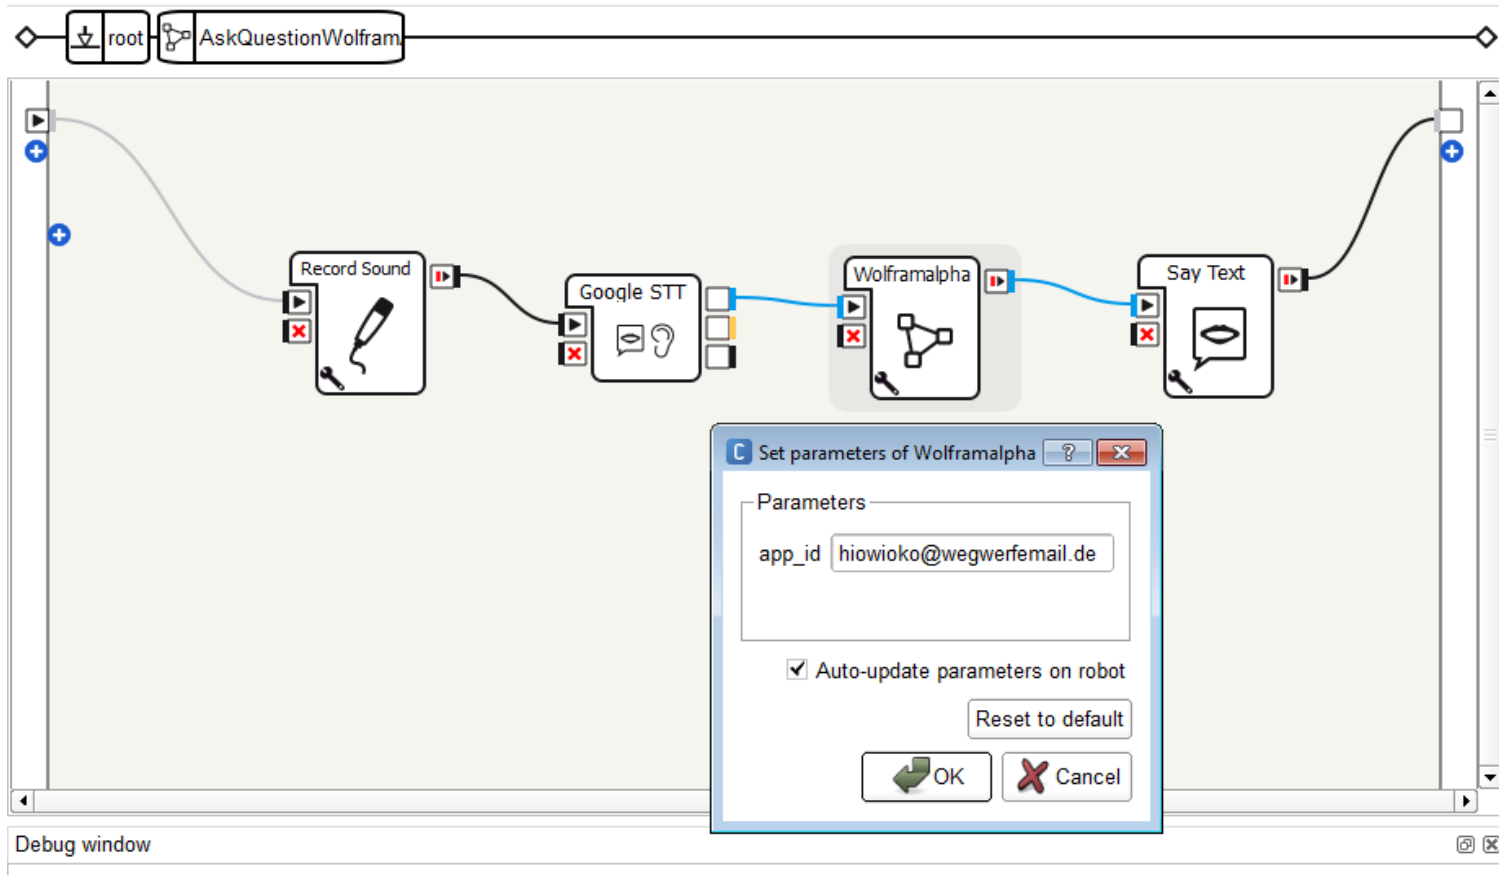 root
AskQuestionWolfram
Record Sound
Google STT
Wolframalpha
Say Text
Set parameters of Wolframalpha
Parameters
app_id hiowioko@wegwerfemail.de
Auto-update parameters on robot
Reset to default
OK
Cancel
Debug window